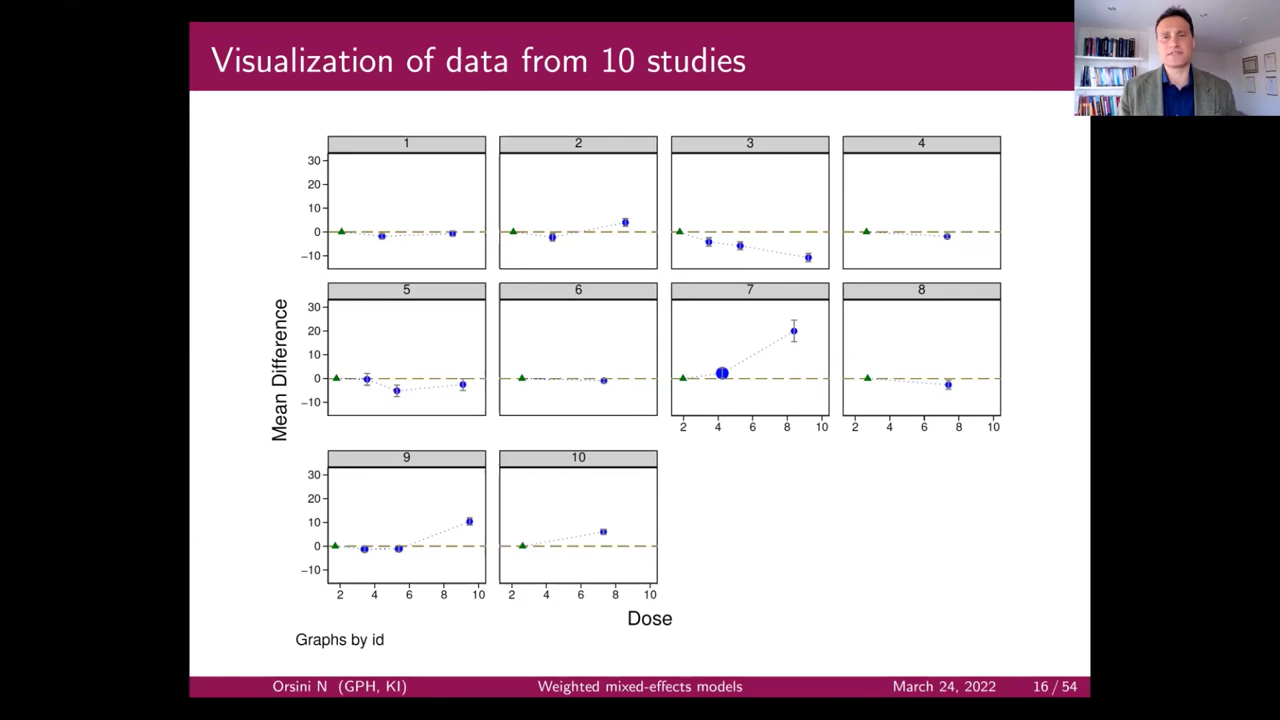 Visualization of data from 10 studies
1 2 3 4
30
20
10
0
−10
5 6 7 8
30
20
10
0
−10
2 4 6 8 10 2 4 6 8 10
9 10
30
20
10
0
−10
2 4 6 8 10 2 4 6 8 10
Mean Difference
Dose
Graphs by id
Orsini N (GPH, KI) Weighted mixed-effects models March 24, 2022 16 / 54